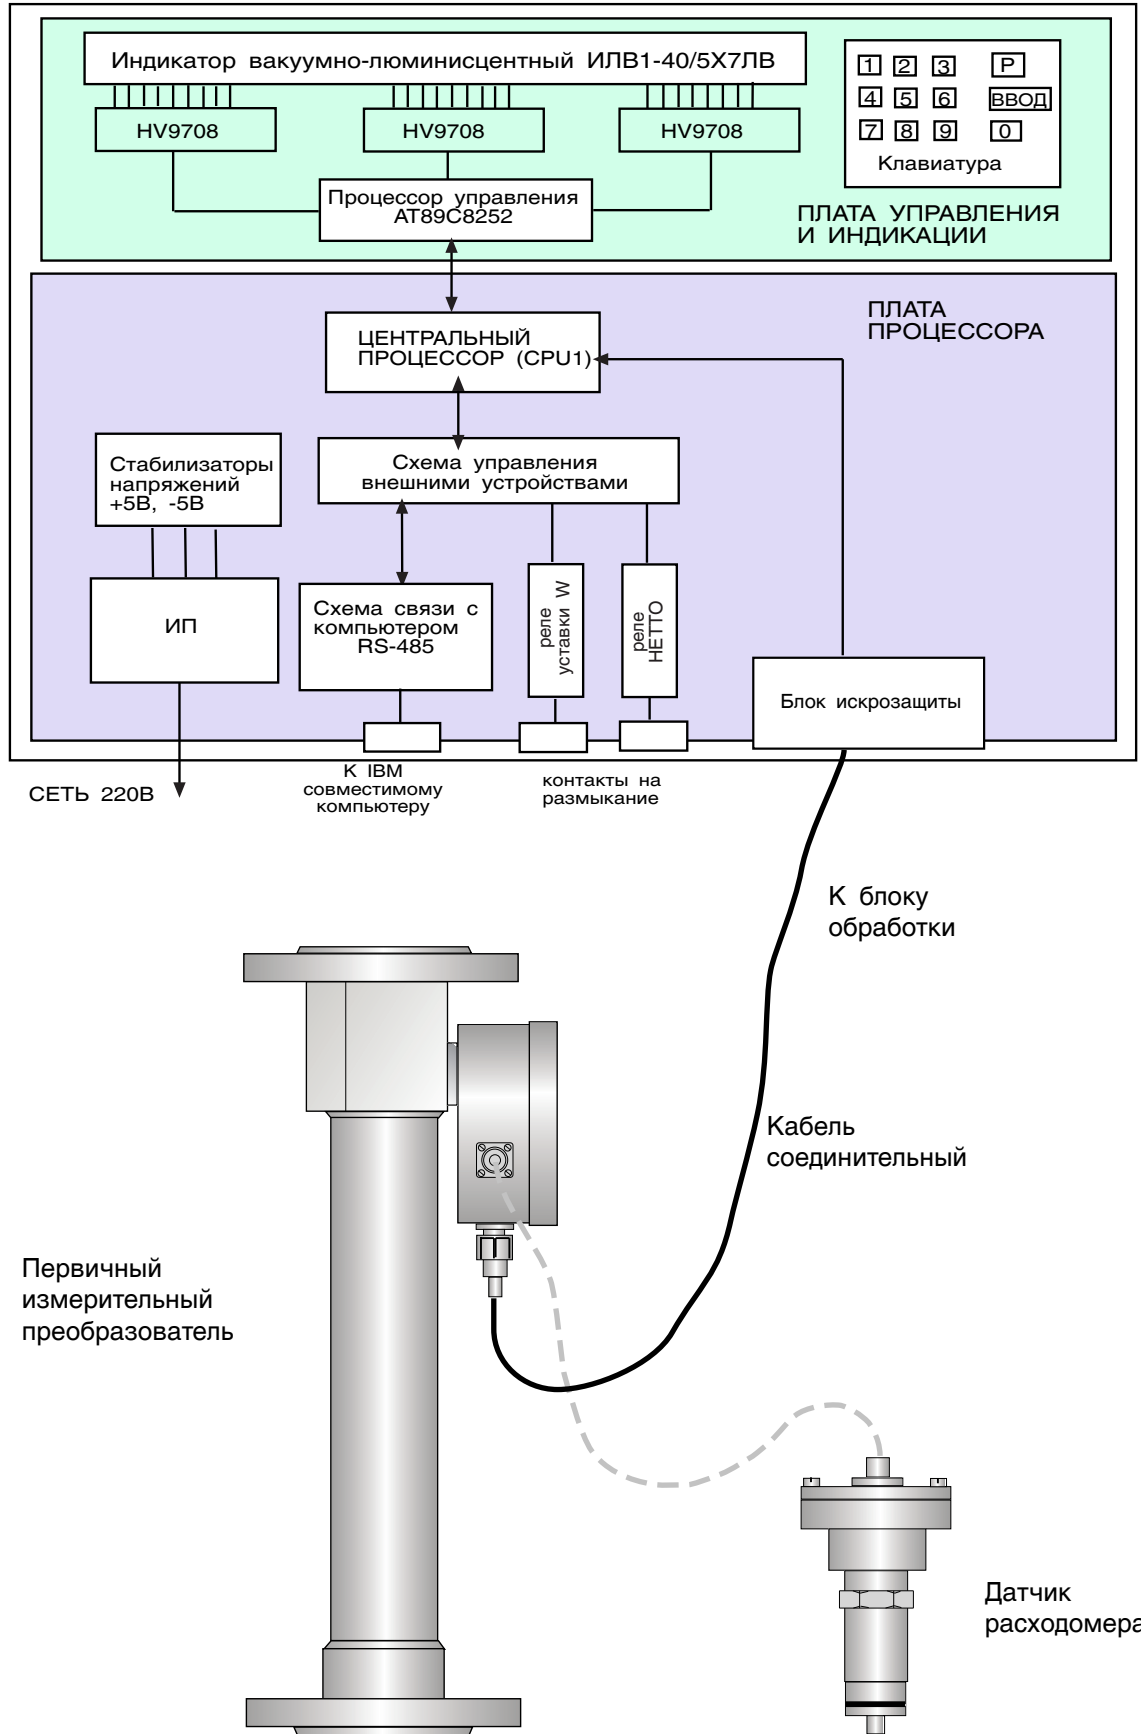 Индикатор вакуумно-люминисцентный ИЛВ1-40/5Х7ЛВ
HV9708
HV9708
HV9708
1 2 3 Р
4 5 6 ВВОД
7 8 9 0
Клавиатура
Процессор управления
АТ89С8252
ПЛАТА УПРАВЛЕНИЯ
И ИНДИКАЦИИ
ПЛАТА
ПРОЦЕССОРА
ЦЕНТРАЛЬНЫЙ
ПРОЦЕССОР (CPU1)
Стабилизаторы
напряжений
+5В, -5В
Схема управления
внешними устройствами
ИП
Схема связи с
компьютером
RS-485
реле
уставки W
реле
НЕТТО
Блок искрозащиты
СЕТЬ 220В
К IBM
совместимому
компьютеру
контакты на
размыкание
К блоку
обработки
Кабель
соединительный
Первичный
измерительный
преобразователь
Датчик
расходомера